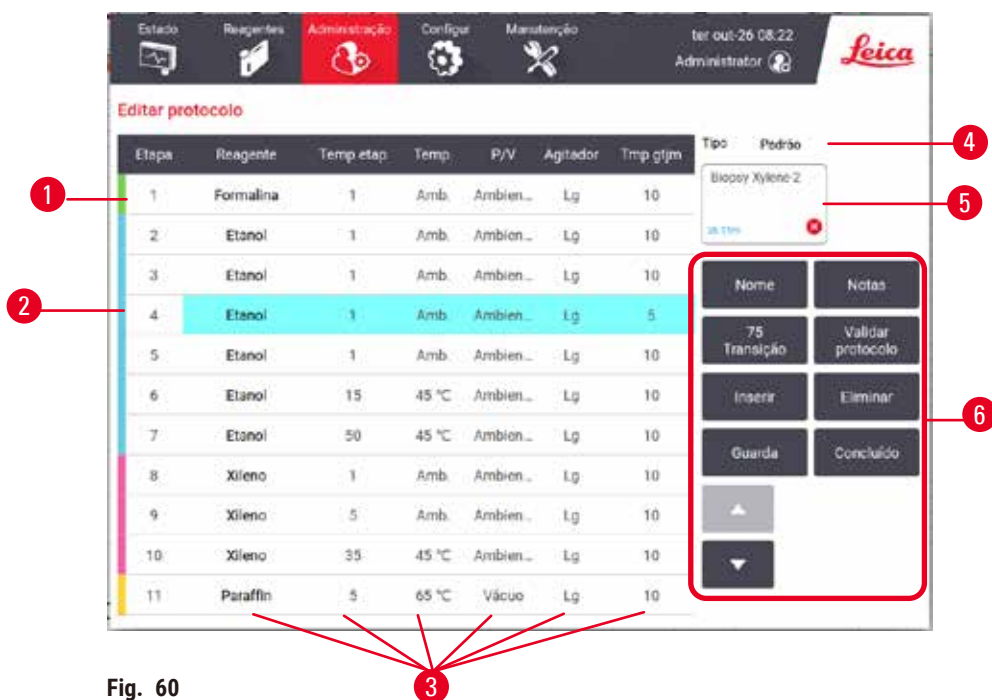 Estado Reagentes Administração Configur Manutenção ter out-26 08.22
Administrator
Leica
Editar protocolo
Etapa Reagente Temp etap Temp P/V Agitador Tmp gtjm
1 Formalina 1 Amb. Ambien... Lg 10
2 Etanol 1 Amb. Ambien... Lg 10
3 Etanol 1 Amb. Ambien... Lg 10
4 Etanol 1 Amb. Ambien... Lg 5
5 Etanol 1 Amb. Ambien... Lg 10
6 Etanol 15 45 °C Ambien... Lg 10
7 Etanol 50 45 °C Ambien... Lg 10
8 Xileno 1 Amb. Ambien... Lg 10
9 Xileno 5 Amb. Ambien... Lg 10
10 Xileno 35 45 °C Ambien... Lg 10
11 Paraffin 5 65 °C Vácuo Lg 10
Tipo Padrão
Biopsy Xylene-2
Nome Notas
75 Transição
Validar protocolo
Inserir Eliminar
Guarda Concluído
1
2
3
4
5
6
Fig. 60